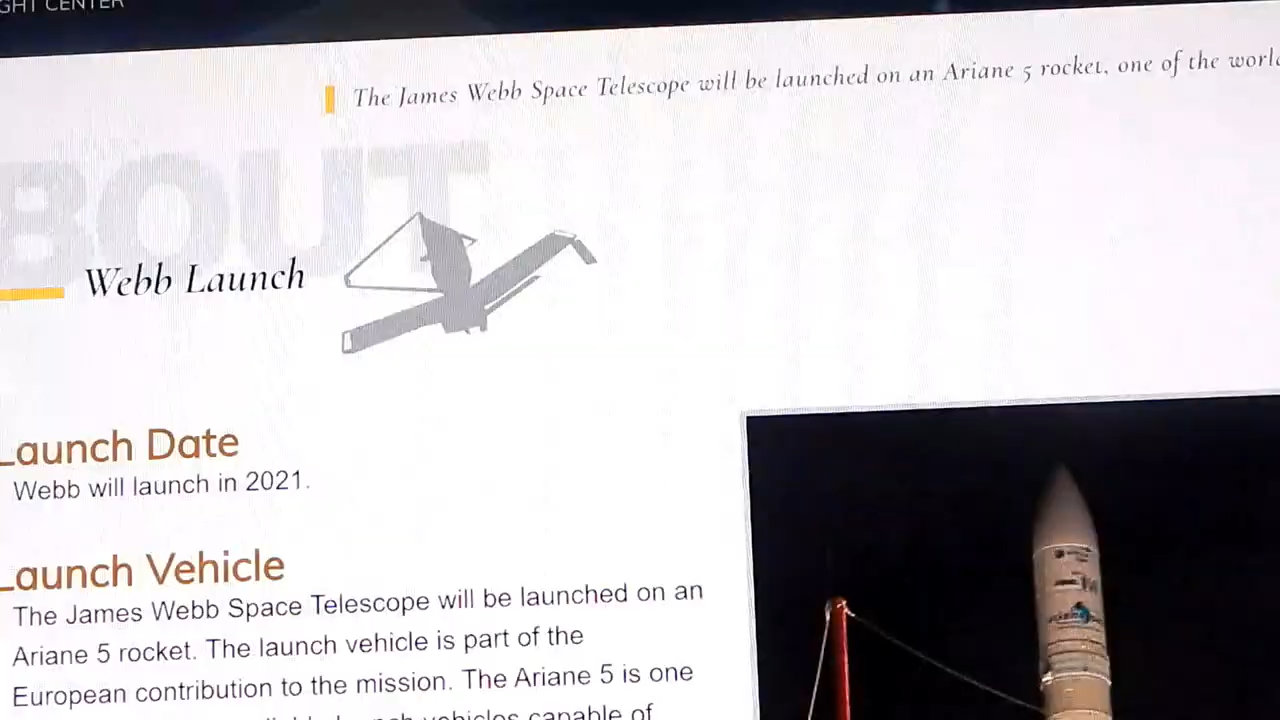 CENTER
The James Webb Space Telescope will be launched on an Ariane 5 rocket, one of the
BOUT
Webb Launch
Launch Date
Webb will launch in 2021.
Launch Vehicle
The James Webb Space Telescope will be launched on an
Ariane 5 rocket. The launch vehicle is part of the
European contribution to the mission. The Ariane 5 is one
vehicles capable of